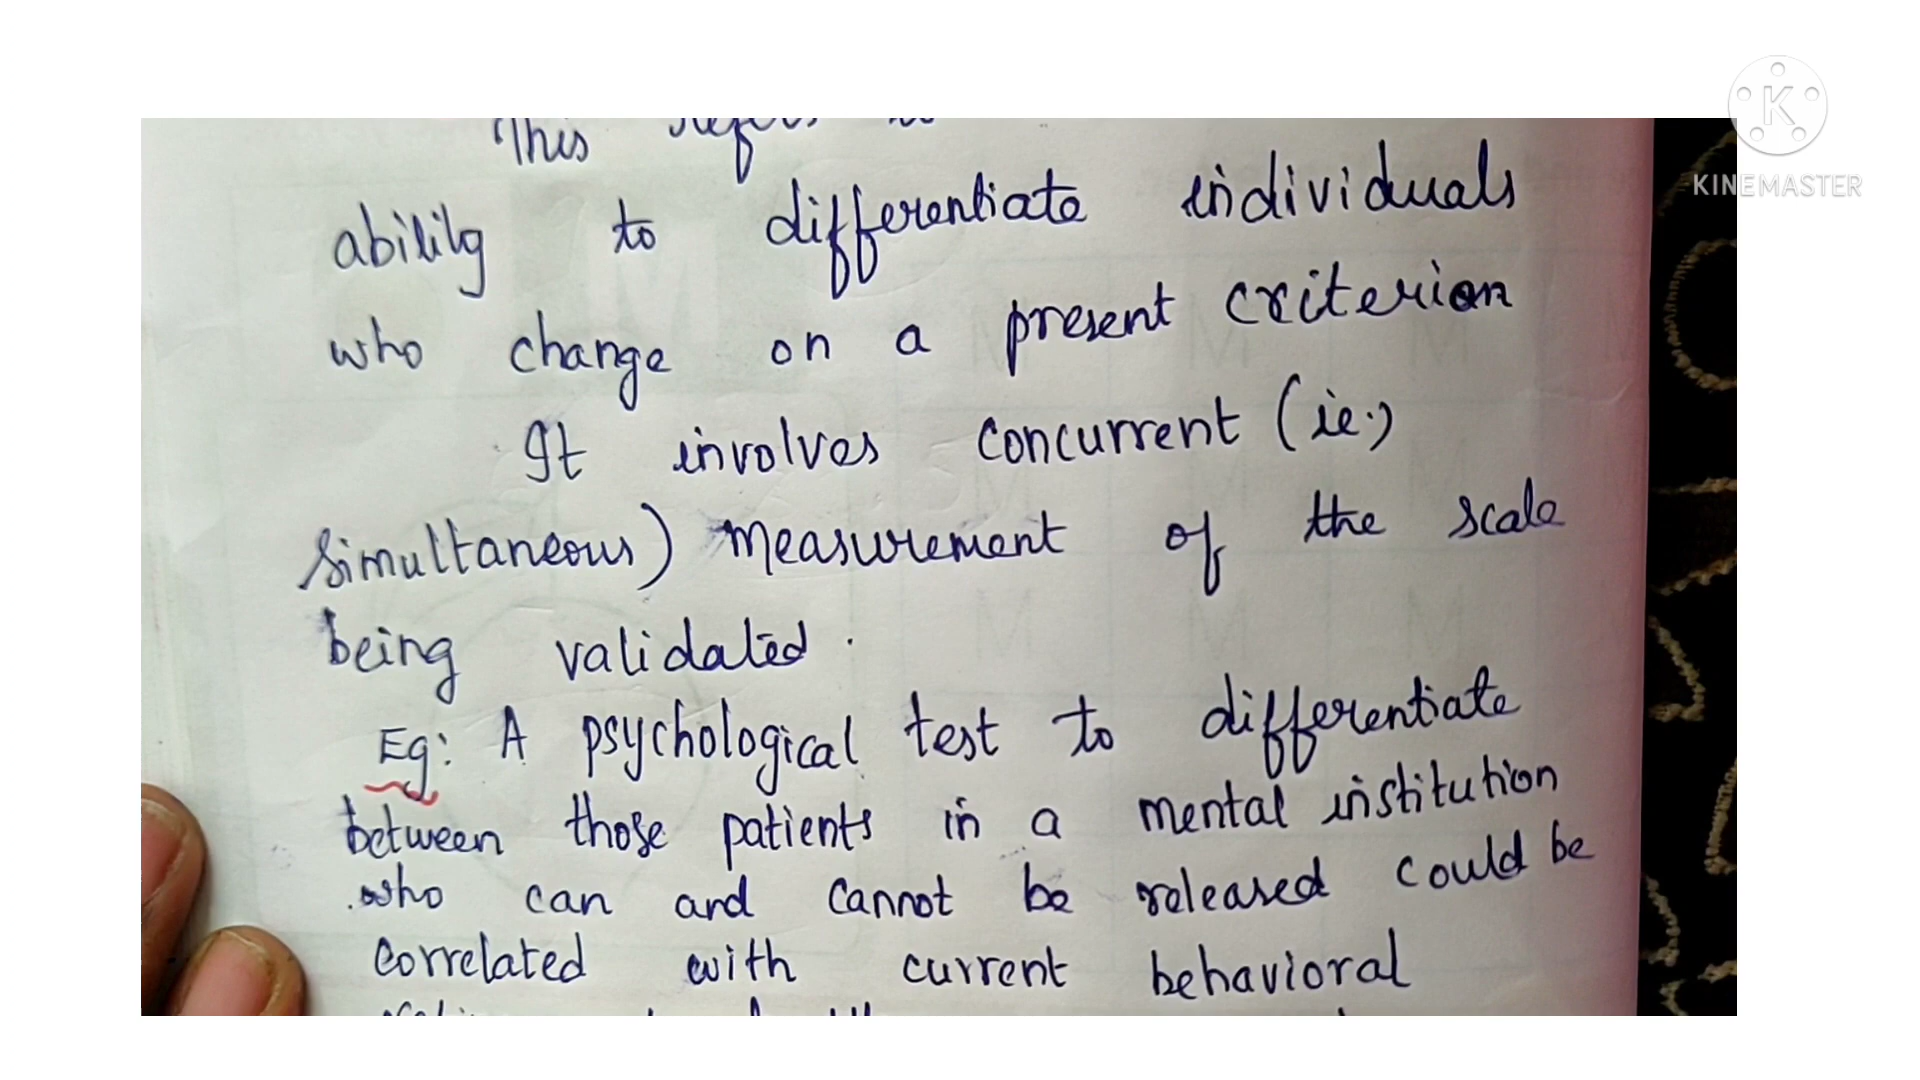 This refers to
ability to differentiate individuals
who change on a present criterion
It involves concurrent (ie.,
simultaneous) measurement of the scale
being validated.
Eg: A psychological test to differentiate
between those patients in a mental institution
who can and cannot be released could be
correlated with current behavioral
K
KINEMASTER